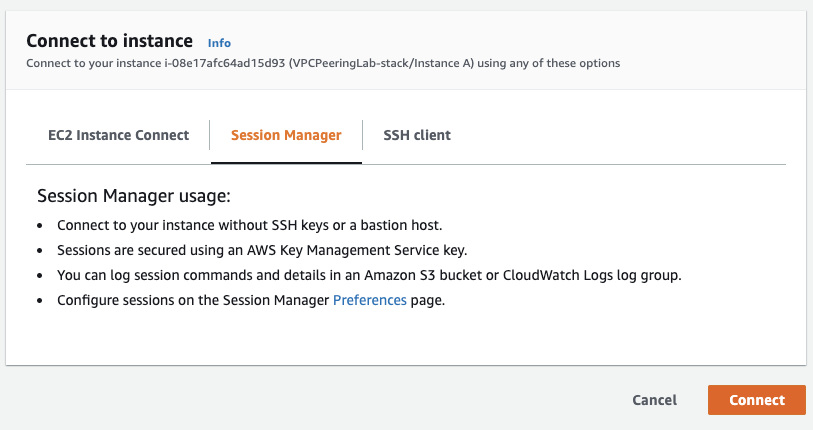 Connect to instance Info
Connect to your instance i-08e17afc64ad15d93 (VPCPeeringLab-stack/Instance A) using any of these options
EC2 Instance Connect
Session Manager
SSH client
Session Manager usage:
• Connect to your instance without SSH keys or a bastion host.
• Sessions are secured using an AWS Key Management Service key.
• You can log session commands and details in an Amazon S3 bucket or CloudWatch Logs log group.
• Configure sessions on the Session Manager Preferences page.
Cancel
Connect